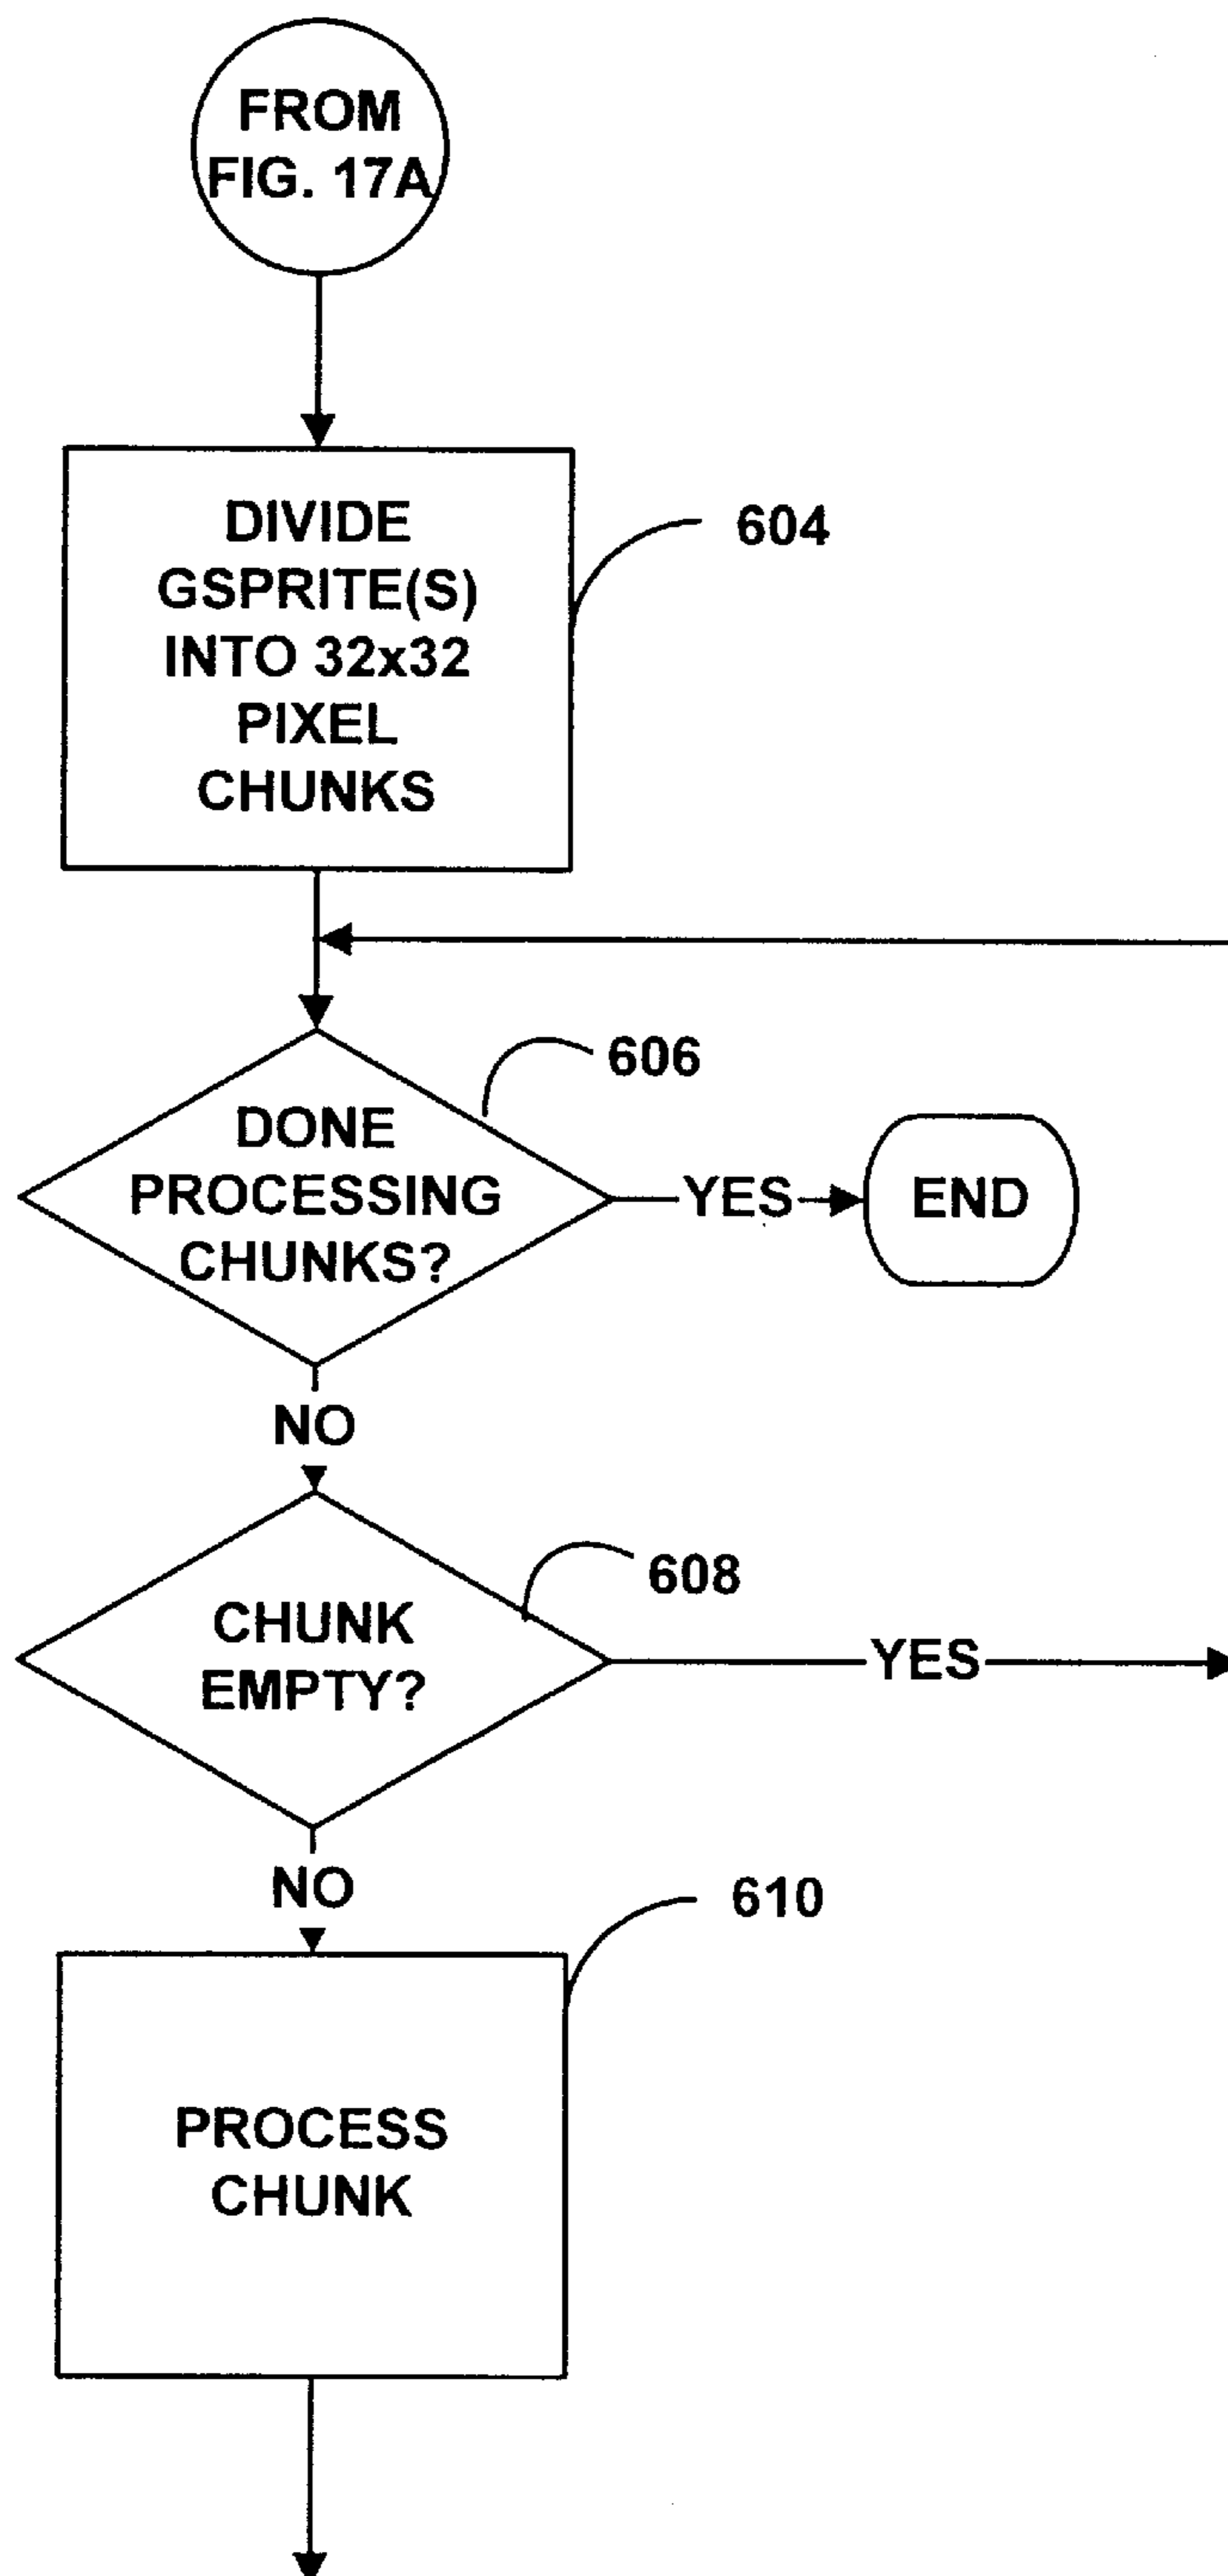 FROM
FIG. 17A
DIVIDE
GSPRITE(S)
INTO 32x32
PIXEL
CHUNKS
604
606
DONE
PROCESSING
CHUNKS?
YES
END
NO
608
CHUNK
EMPTY?
YES
NO
610
PROCESS
CHUNK